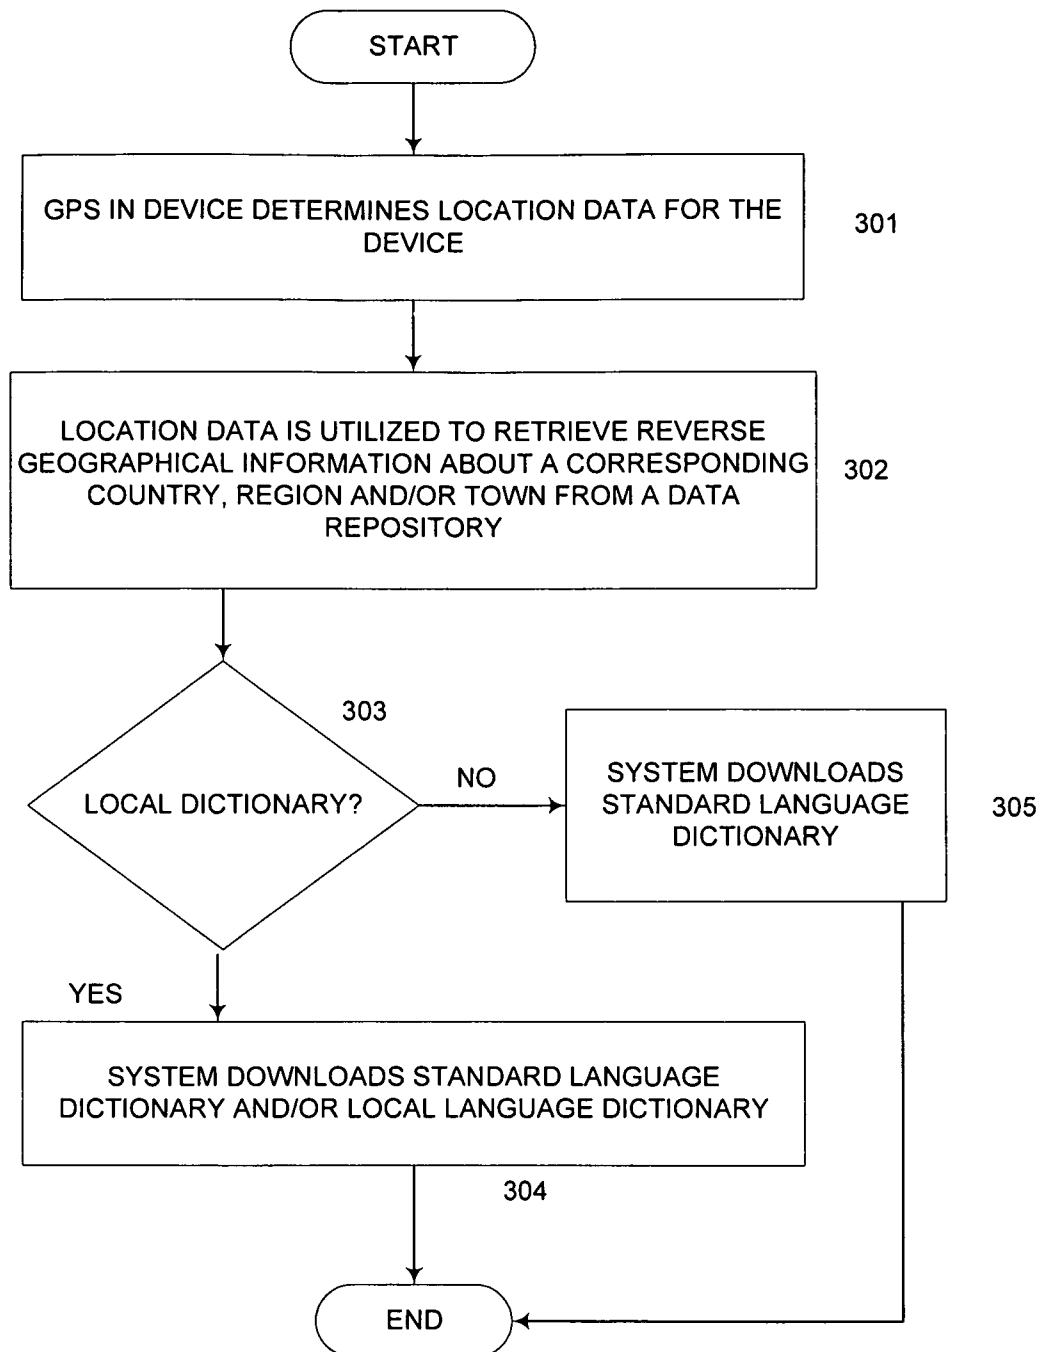 START
GPS IN DEVICE DETERMINES LOCATION DATA FOR THE
DEVICE
301
LOCATION DATA IS UTILIZED TO RETRIEVE REVERSE
GEOGRAPHICAL INFORMATION ABOUT A CORRESPONDING
COUNTRY, REGION AND/OR TOWN FROM A DATA
REPOSITORY
302
303
LOCAL DICTIONARY?
NO
SYSTEM DOWNLOADS
STANDARD LANGUAGE
DICTIONARY
305
YES
SYSTEM DOWNLOADS STANDARD LANGUAGE
DICTIONARY AND/OR LOCAL LANGUAGE DICTIONARY
304
END